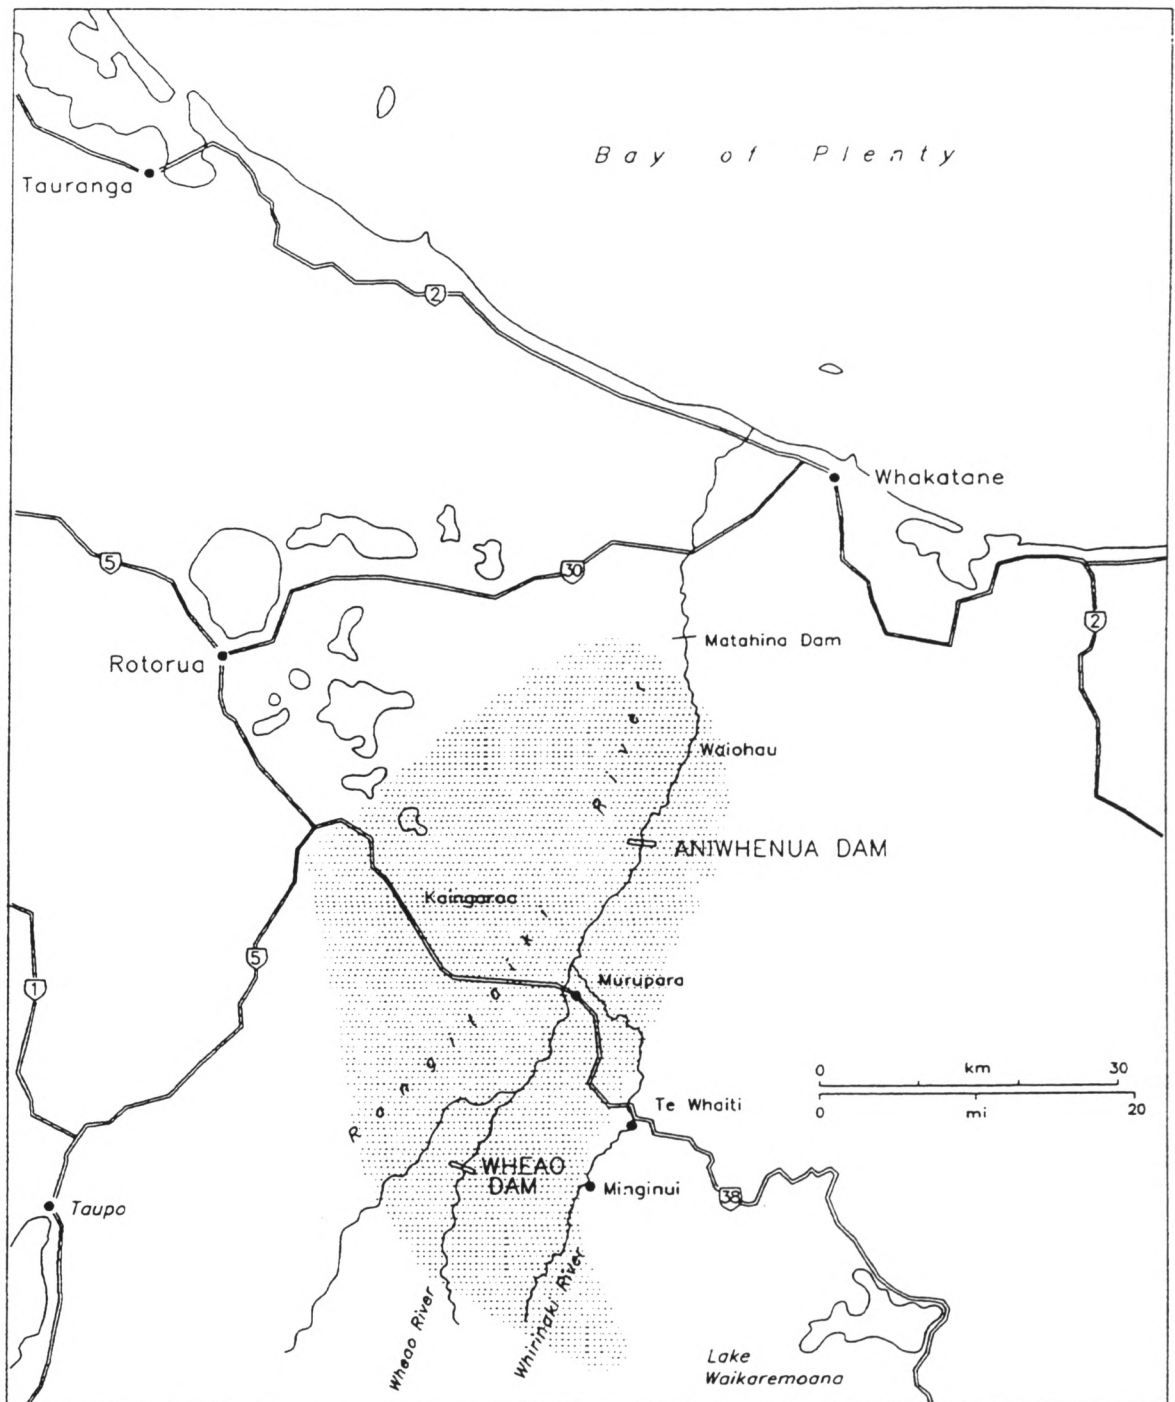 Bay of Plenty
Tauranga
2
Whakatane
5
30
2
Matahina Dam
Rotorua
Waiohau
ANIWHENUA DAM
Kaingaroa
Rangitaiki River
5
1
Murupara
0 km 30
0 mi 20
Te Whaiti
WHEAO
DAM
Minginui
38
Taupo
Wheao River
Whirinaki River
Lake
Waikaremoana